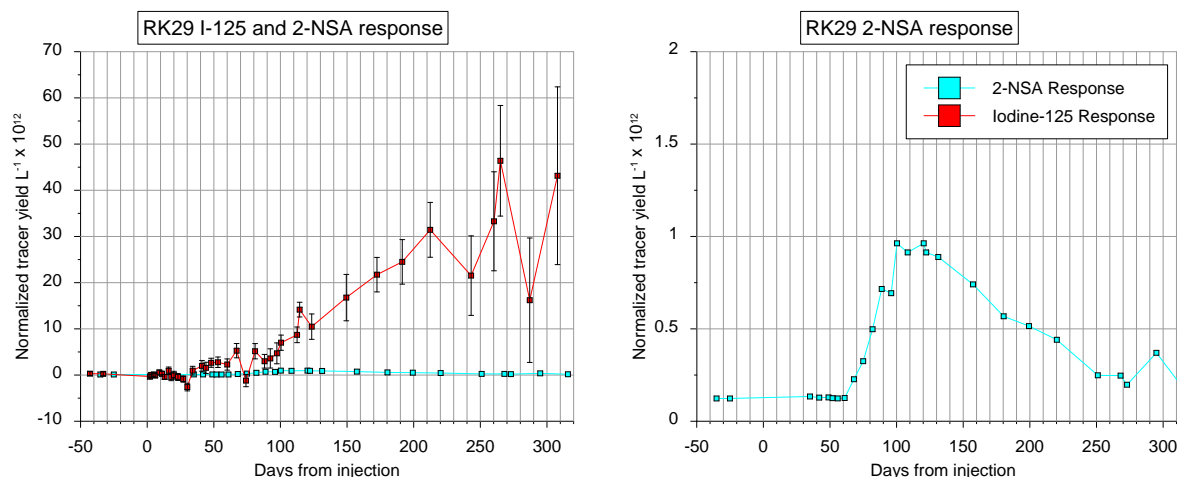 RK29 I-125 and 2-NSA response
70
60
50
40
30
20
10
0
-10
Normalized tracer yield L⁻¹ x 10¹²
-50 0 50 100 150 200 250 300
Days from injection
RK29 2-NSA response
2
1.5
1
0.5
0
Normalized tracer yield L⁻¹ x 10¹²
-50 0 50 100 150 200 250 300
Days from injection
2-NSA Response
Iodine-125 Response